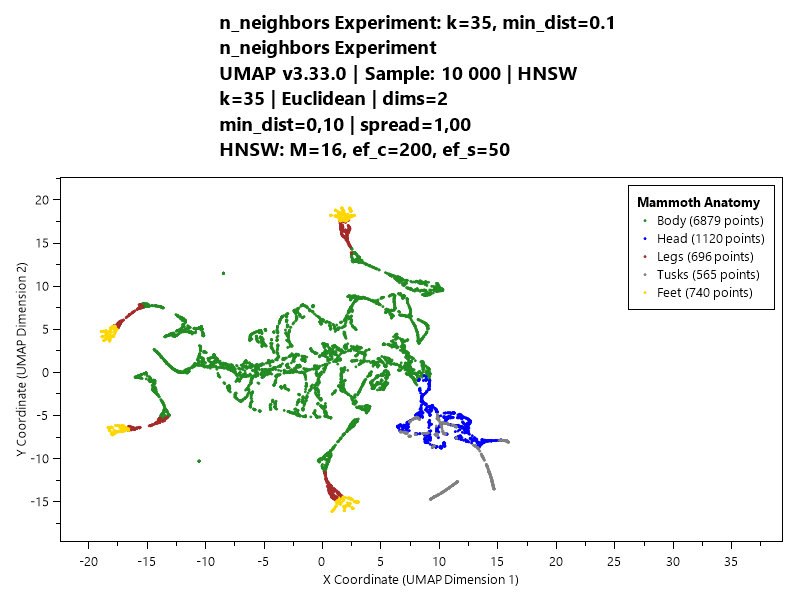 n_neighbors Experiment: k=35, min_dist=0.1
n_neighbors Experiment
UMAP v3.33.0 | Sample: 10 000 | HNSW
k=35 | Euclidean | dims=2
min_dist=0,10 | spread=1,00
HNSW: M=16, ef_c=200, ef_s=50
Mammoth Anatomy
Body (6879 points)
Head (1120 points)
Legs (696 points)
Tusks (565 points)
Feet (740 points)
Y Coordinate (UMAP Dimension 2)
20
15
10
5
0
-5
-10
-15
-20 -15 -10 -5 0 5 10 15 20 25 30 35
X Coordinate (UMAP Dimension 1)